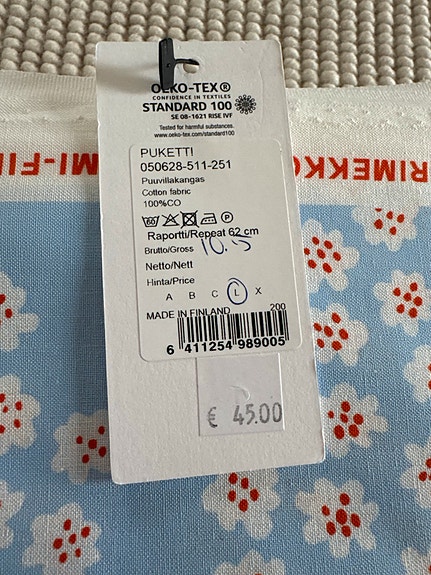 OEKO-TEX®
CONFIDENCE IN TEXTILES
STANDARD 100
SE 08-1621 RISE IVF
Tested for harmful substances.
www.oeko-tex.com/standard100
MI-FI
RIMEKKO
PUKETTI
050628-511-251
Puuvillakangas
Cotton fabric
100%CO
60
P
Raportti/Repeat 62 cm
Brutto/Gross 10.15
Netto/Nett
Hinta/Price
A B C L X
MADE IN FINLAND 200
6 411254 989005
€ 45.00